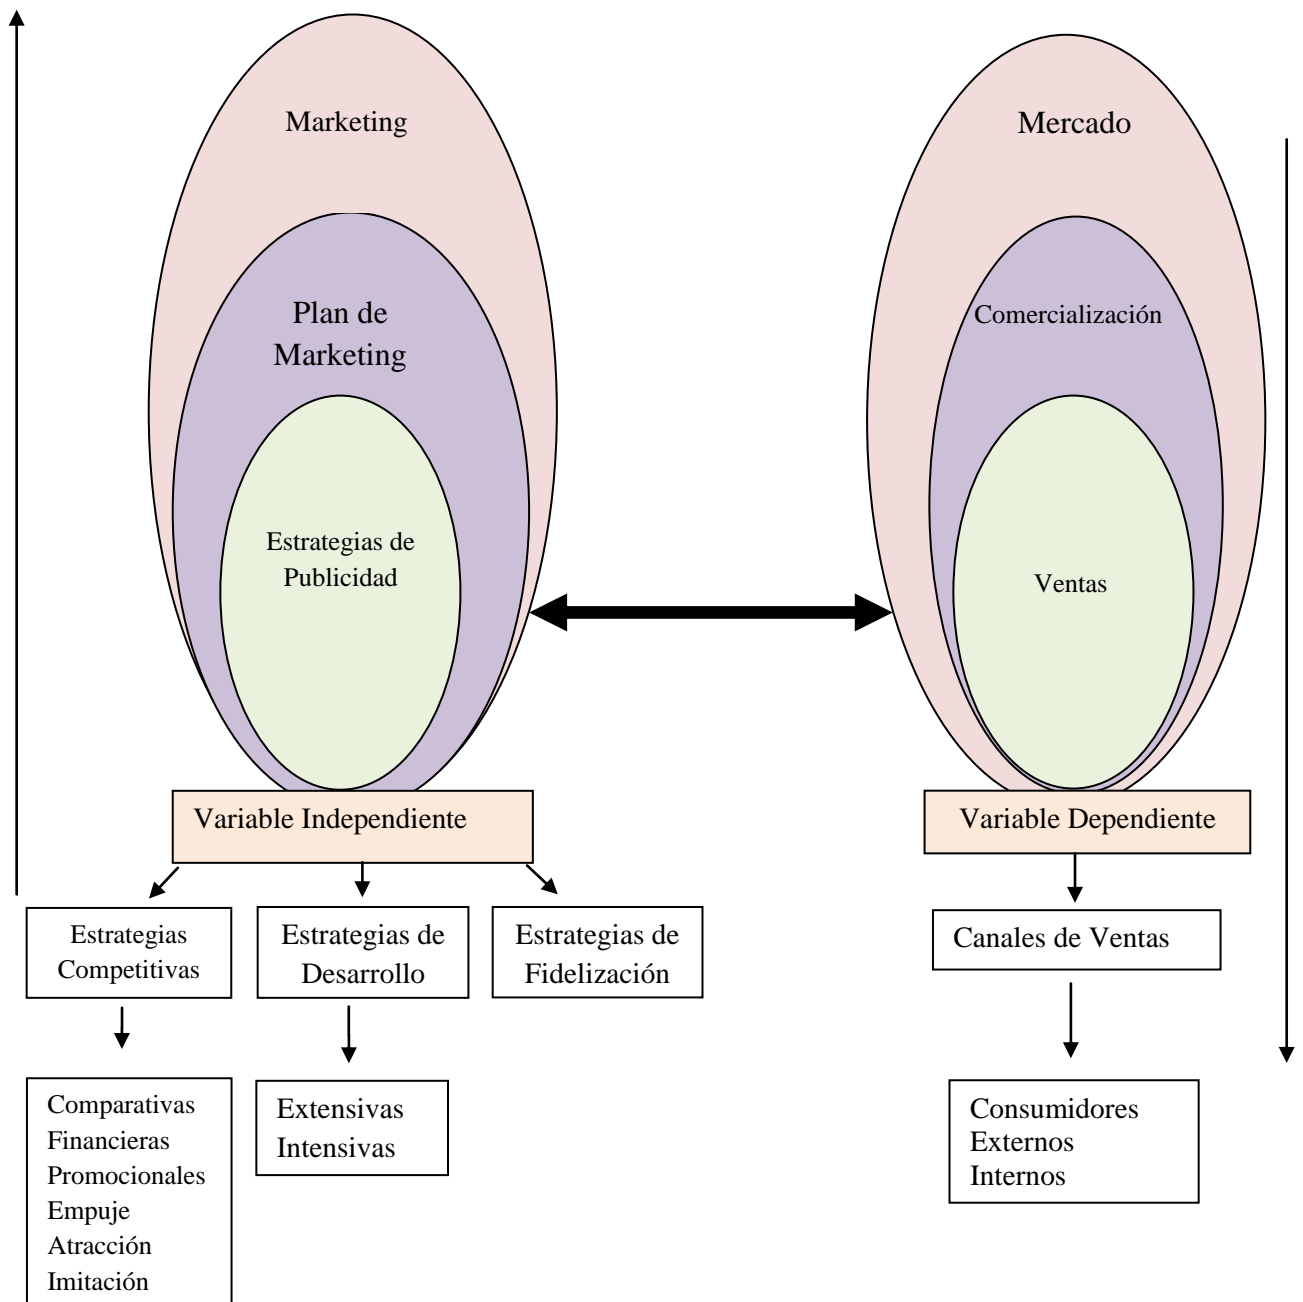 Marketing
Plan de
Marketing
Estrategias de
Publicidad
Variable Independiente
Estrategias
Competitivas
Estrategias de
Desarrollo
Estrategias de
Fidelización
Comparativas
Financieras
Promocionales
Empuje
Atracción
Imitación
Extensivas
Intensivas
Mercado
Comercialización
Ventas
Variable Dependiente
Canales de Ventas
Consumidores
Externos
Internos